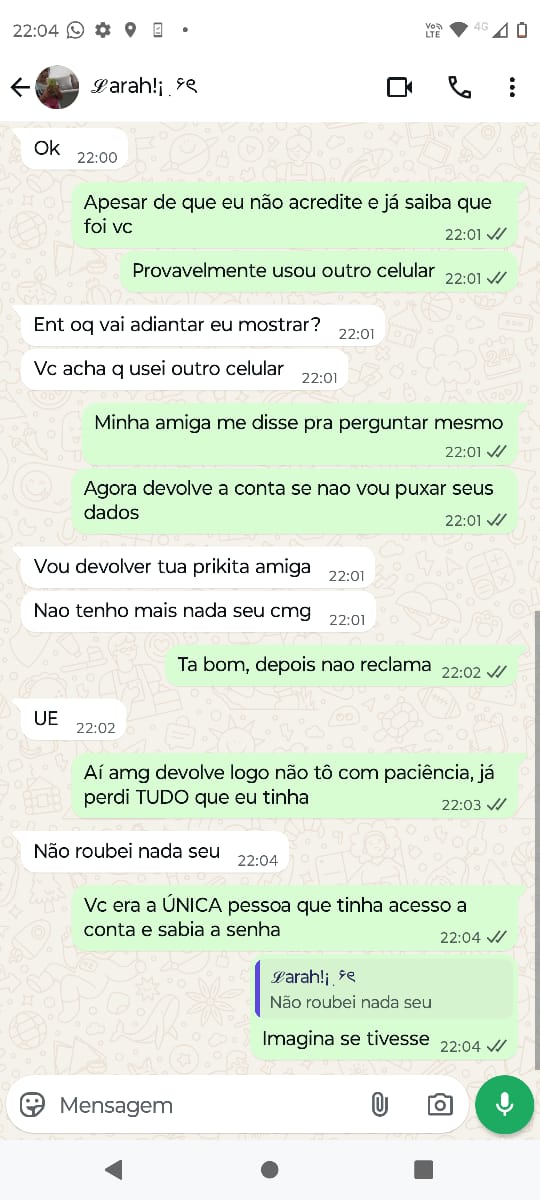 22:04
Vo)) LTE 4G
ℒarah!¡
Ok 22:00
Apesar de que eu não acredite e já saiba que
foi vc
22:01
Provavelmente usou outro celular 22:01
Ent oq vai adiantar eu mostrar? 22:01
Vc acha q usei outro celular 22:01
Minha amiga me disse pra perguntar mesmo
22:01
Agora devolve a conta se nao vou puxar seus
dados
22:01
Vou devolver tua prikita amiga 22:01
Nao tenho mais nada seu cmg 22:01
Ta bom, depois nao reclama 22:02
UE 22:02
Aí amg devolve logo não tô com paciência, já
perdi TUDO que eu tinha
22:03
Não roubei nada seu 22:04
Vc era a ÚNICA pessoa que tinha acesso a
conta e sabia a senha
22:04
ℒarah!¡
Não roubei nada seu
Imagina se tivesse 22:04
Mensagem